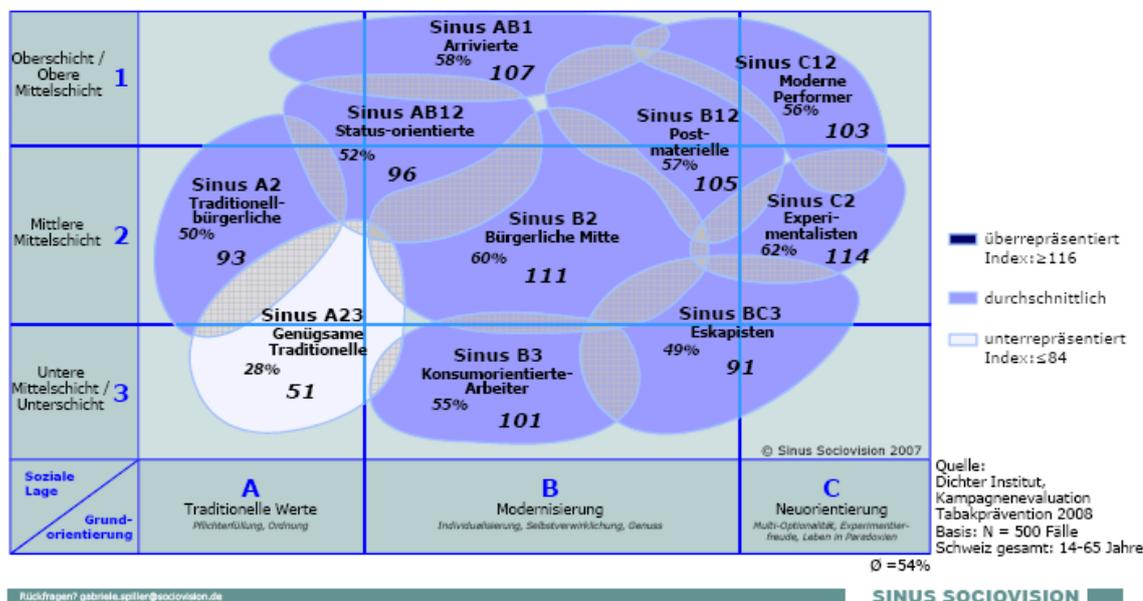 Oberschicht /
Obere
Mittelschicht
1
Mittlere
Mittelschicht
2
Untere
Mittelschicht /
Unterschicht
3
Sinus AB1
Arrivierte
58%
107
Sinus C12
Moderne
Performer
56%
103
Sinus AB12
Status-orientierte
52%
96
Sinus B12
Post-
materielle
57%
105
Sinus A2
Traditionell-
bürgerliche
50%
93
Sinus B2
Bürgerliche Mitte
60%
111
Sinus C2
Experi-
mentalisten
62%
114
Sinus A23
Genügsame
Traditionelle
28%
51
Sinus B3
Konsumorientierte-
Arbeiter
55%
101
Sinus BC3
Eskapisten
49%
91
© Sinus Sociovision 2007
Soziale
Lage
Grund-
orientierung
A
Traditionelle Werte
Pflichterfüllung, Ordnung
B
Modernisierung
Individualisierung, Selbstverwirklichung, Genuss
C
Neuorientierung
Multi-Optionalität, Experimentier-
freude, Leben in Paradoxien
überrepräsentiert
Index:≥116
durchschnittlich
unterrepräsentiert
Index:≤84
Quelle:
Dichter Institut,
Kampagnenevaluation
Tabakprävention 2008
Basis: N = 500 Fälle
Schweiz gesamt: 14-65 Jahre
Ø =54%
Rückfragen? gabriele.spiller@sociovision.de
SINUS SOCIOVISION